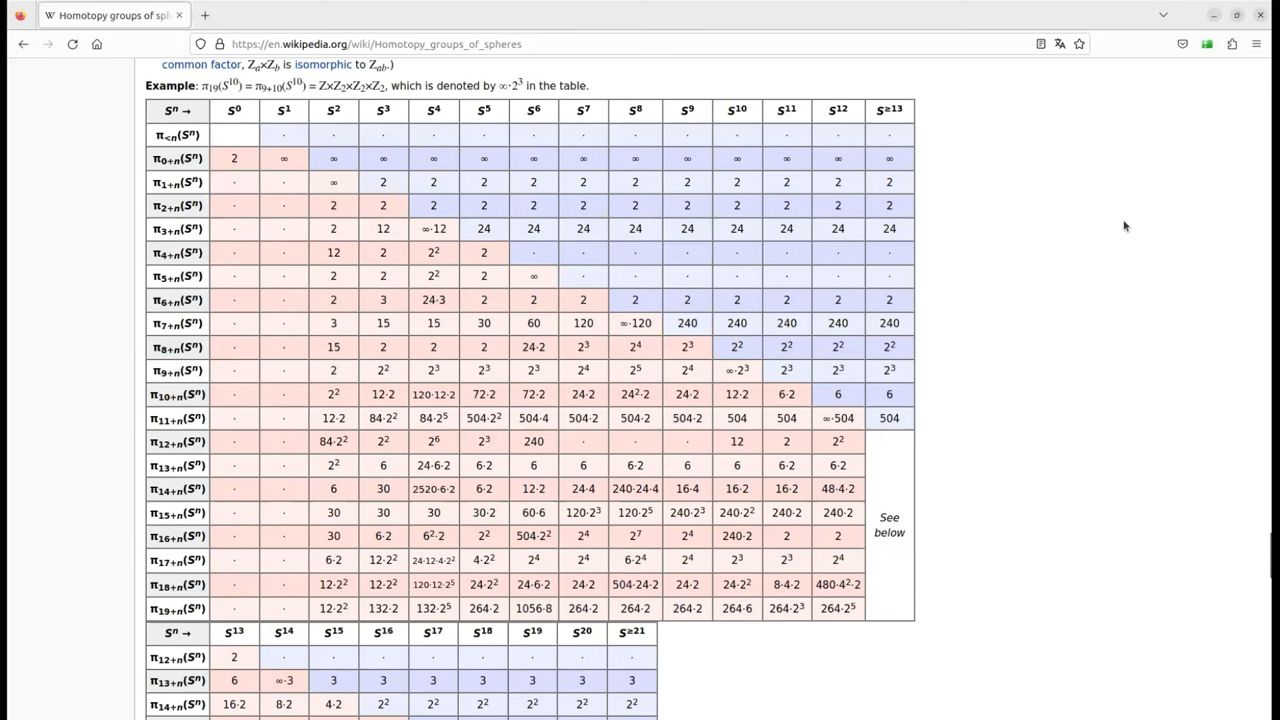 Homotopy groups of sph
https://en.wikipedia.org/wiki/Homotopy_groups_of_spheres
common factor, Zₐ×Z_b is isomorphic to Z_ab.)
Example: π₁₉(S¹⁰) = π₉₊₁₀(S¹⁰) = Z×Z₂×Z₂×Z₂, which is denoted by ∞·2³ in the table.
Sⁿ → S⁰ S¹ S² S³ S⁴ S⁵ S⁶ S⁷ S⁸ S⁹ S¹⁰ S¹¹ S¹² S≥¹³
π<n(Sⁿ) · · · · · · · · · · · · ·
π₀₊ₙ(Sⁿ) 2 ∞ ∞ ∞ ∞ ∞ ∞ ∞ ∞ ∞ ∞ ∞ ∞ ∞
π₁₊ₙ(Sⁿ) · · ∞ 2 2 2 2 2 2 2 2 2 2 2
π₂₊ₙ(Sⁿ) · · 2 2 2 2 2 2 2 2 2 2 2 2
π₃₊ₙ(Sⁿ) · · 2 12 ∞·12 24 24 24 24 24 24 24 24 24
π₄₊ₙ(Sⁿ) · · 12 2 2² 2 · · · · · · · ·
π₅₊ₙ(Sⁿ) · · 2 2 2² 2 ∞ · · · · · · ·
π₆₊ₙ(Sⁿ) · · 2 3 24·3 2 2 2 2 2 2 2 2 2
π₇₊ₙ(Sⁿ) · · 3 15 15 30 60 120 ∞·120 240 240 240 240 240
π₈₊ₙ(Sⁿ) · · 15 2 2 2 24·2 2³ 2⁴ 2³ 2² 2² 2² 2²
π₉₊ₙ(Sⁿ) · · 2 2² 2³ 2³ 2³ 2⁴ 2⁵ 2⁴ ∞·2³ 2³ 2³ 2³
π₁₀₊ₙ(Sⁿ) · · 2² 12·2 120·12·2 72·2 72·2 24·2 24²·2 24·2 12·2 6·2 6 6
π₁₁₊ₙ(Sⁿ) · · 12·2 84·2² 84·2⁵ 504·2² 504·4 504·2 504·2 504·2 504 504 ∞·504 504
π₁₂₊ₙ(Sⁿ) · · 84·2² 2² 2⁶ 2³ 240 · · · 12 2 2²
π₁₃₊ₙ(Sⁿ) · · 2² 6 24·6·2 6·2 6 6 6·2 6 6 6·2 6·2
π₁₄₊ₙ(Sⁿ) · · 6 30 2520·6·2 6·2 12·2 24·4 240·24·4 16·4 16·2 16·2 48·4·2
π₁₅₊ₙ(Sⁿ) · · 30 30 30 30·2 60·6 120·2³ 120·2⁵ 240·2³ 240·2² 240·2 240·2
See
below
π₁₆₊ₙ(Sⁿ) · · 30 6·2 6²·2 2² 504·2² 2⁴ 2⁷ 2⁴ 240·2 2 2
π₁₇₊ₙ(Sⁿ) · · 6·2 12·2² 24·12·4·2² 4·2² 2⁴ 2⁴ 6·2⁴ 2⁴ 2³ 2³ 2⁴
π₁₈₊ₙ(Sⁿ) · · 12·2² 12·2² 120·12·2⁵ 24·2² 24·6·2 24·2 504·24·2 24·2 24·2² 8·4·2 480·4²·2
π₁₉₊ₙ(Sⁿ) · · 12·2² 132·2 132·2⁵ 264·2 1056·8 264·2 264·2 264·2 264·6 264·2³ 264·2⁵
Sⁿ → S¹³ S¹⁴ S¹⁵ S¹⁶ S¹⁷ S¹⁸ S¹⁹ S²⁰ S≥²¹
π₁₂₊ₙ(Sⁿ) 2 · · · · · · · ·
π₁₃₊ₙ(Sⁿ) 6 ∞·3 3 3 3 3 3 3 3
π₁₄₊ₙ(Sⁿ) 16·2 8·2 4·2 2² 2² 2² 2² 2² 2²